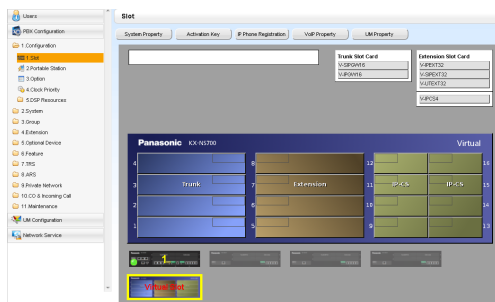 Users
PBX Configuration
1.Configuration
1.Slot
2.Portable Station
3.Option
4.Clock Priority
5.DSP Resources
2.System
3.Group
4.Extension
5.Optional Device
6.Feature
7.TRS
8.ARS
9.Private Network
10.CO & Incoming Call
11.Maintenance
UM Configuration
Network Service
Slot
System Property
Activation Key
IP Phone Registration
VoIP Property
UM Property
Trunk Slot Card
V-SIPGW16
V-IPGW16
Extension Slot Card
V-IPEXT32
V-SIPEXT32
V-UTEXT32
V-IPCS4
Panasonic KX-NS700 Virtual
4 8 12 16
3 Trunk 7 Extension 11 IP-CS IP-CS 15
2 6 10 14
1 5 9 13
1
Virtual Slot